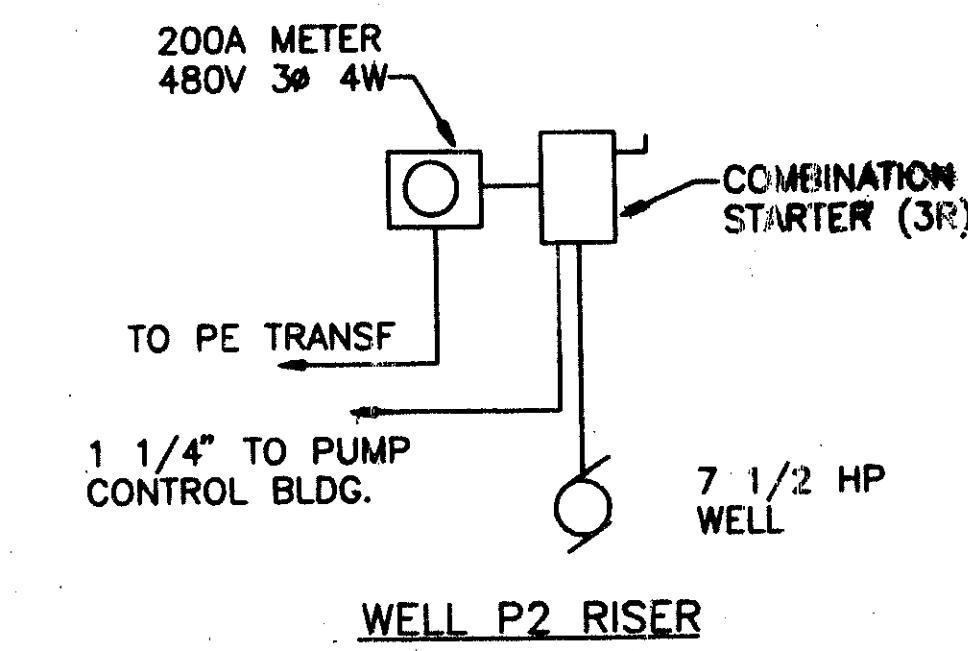 200A METER
480V 3ø 4W
COMBINATION
STARTER (3R)
TO PE TRANSF
1 1/4" TO PUMP
CONTROL BLDG.
7 1/2 HP
WELL
WELL P2 RISER